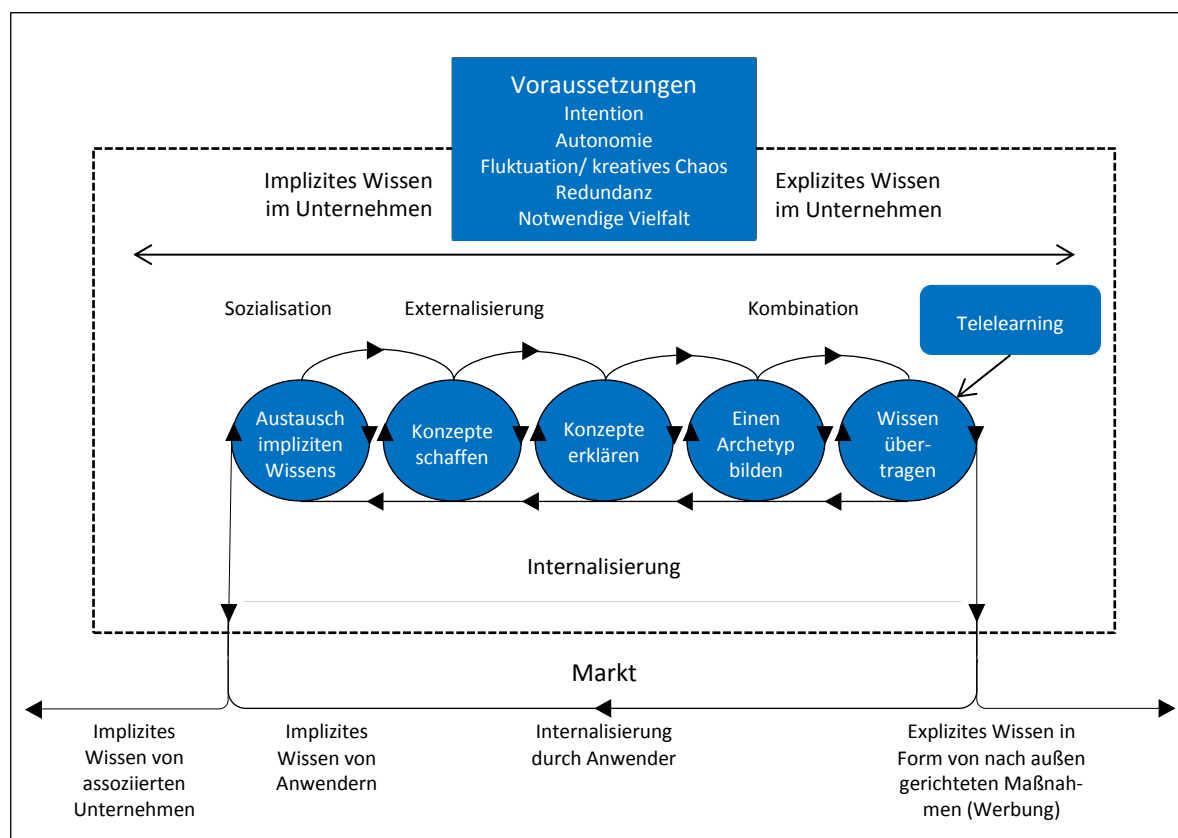 Voraussetzungen
Intention
Autonomie
Fluktuation/ kreatives Chaos
Redundanz
Notwendige Vielfalt
Implizites Wissen
im Unternehmen
Explizites Wissen
im Unternehmen
Sozialisation
Externalisierung
Kombination
Telelearning
Austausch
impliziten
Wissens
Konzepte
schaffen
Konzepte
erklären
Einen
Archetyp
bilden
Wissen
über-
tragen
Internalisierung
Markt
Implizites
Wissen von
assoziierten
Unternehmen
Implizites
Wissen von
Anwendern
Internalisierung
durch Anwender
Explizites Wissen in
Form von nach außen
gerichteten Maßnah-
men (Werbung)